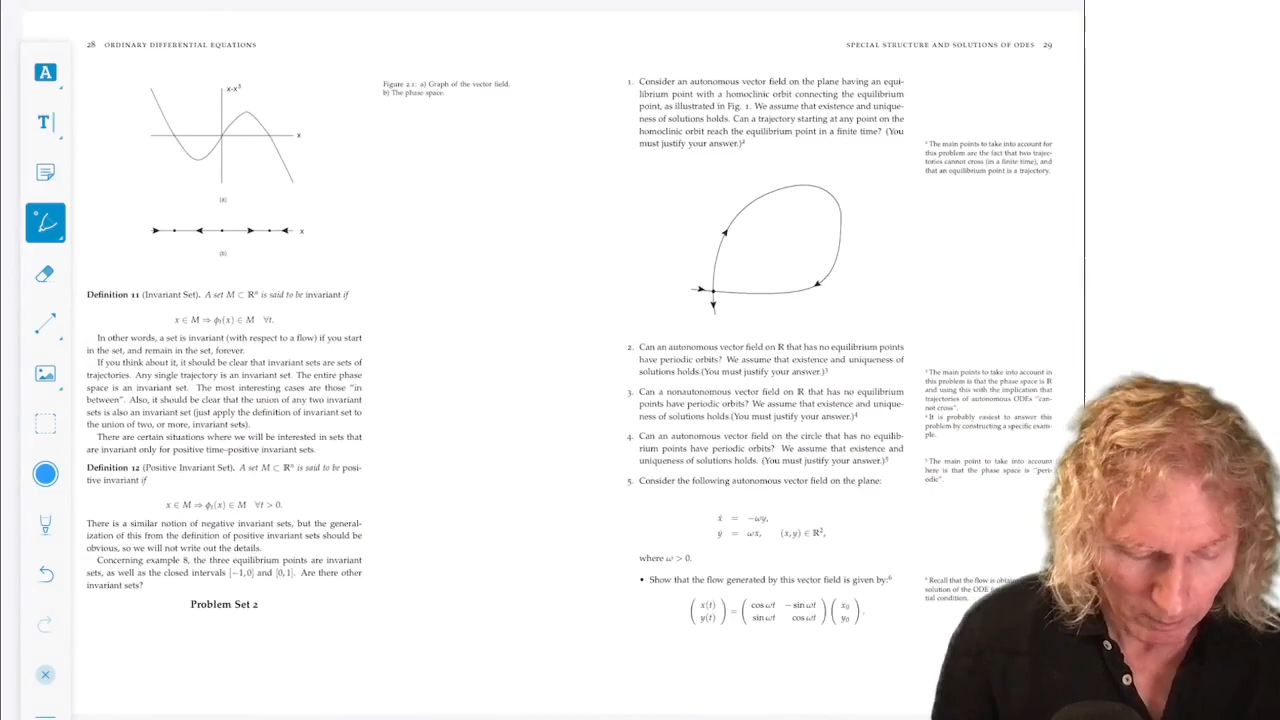 28 ORDINARY DIFFERENTIAL EQUATIONS
x-x³
x
(a)
x
(b)
Figure 2.1: a) Graph of the vector field.
b) The phase space.
Definition 11 (Invariant Set). A set M ⊂ ℝⁿ is said to be invariant if
x ∈ M ⇒ ϕₜ(x) ∈ M ∀t.
In other words, a set is invariant (with respect to a flow) if you start
in the set, and remain in the set, forever.
If you think about it, it should be clear that invariant sets are sets of
trajectories. Any single trajectory is an invariant set. The entire phase
space is an invariant set. The most interesting cases are those "in
between". Also, it should be clear that the union of any two invariant
sets is also an invariant set (just apply the definition of invariant set to
the union of two, or more, invariant sets).
There are certain situations where we will be interested in sets that
are invariant only for positive time–positive invariant sets.
Definition 12 (Positive Invariant Set). A set M ⊂ ℝⁿ is said to be posi-
tive invariant if
x ∈ M ⇒ ϕₜ(x) ∈ M ∀t > 0.
There is a similar notion of negative invariant sets, but the general-
ization of this from the definition of positive invariant sets should be
obvious, so we will not write out the details.
Concerning example 8, the three equilibrium points are invariant
sets, as well as the closed intervals [−1, 0] and [0, 1]. Are there other
invariant sets?
Problem Set 2
SPECIAL STRUCTURE AND SOLUTIONS OF ODES 29
1. Consider an autonomous vector field on the plane having an equi-
librium point with a homoclinic orbit connecting the equilibrium
point, as illustrated in Fig. 1. We assume that existence and unique-
ness of solutions holds. Can a trajectory starting at any point on the
homoclinic orbit reach the equilibrium point in a finite time? (You
must justify your answer.)²
² The main points to take into account for
this problem are the fact that two trajec-
tories cannot cross (in a finite time), and
that an equilibrium point is a trajectory.
2. Can an autonomous vector field on ℝ that has no equilibrium points
have periodic orbits? We assume that existence and uniqueness of
solutions holds.(You must justify your answer.)³
3. Can a nonautonomous vector field on ℝ that has no equilibrium
points have periodic orbits? We assume that existence and unique-
ness of solutions holds.(You must justify your answer.)⁴
4. Can an autonomous vector field on the circle that has no equilib-
rium points have periodic orbits? We assume that existence and
uniqueness of solutions holds. (You must justify your answer.)⁵
5. Consider the following autonomous vector field on the plane:
³ The main points to take into account in
this problem is that the phase space is ℝ
and using this with the implication that
trajectories of autonomous ODEs "can-
not cross".
⁴ It is probably easiest to answer this
problem by constructing a specific exam-
ple.
⁵ The main point to take into account
here is that the phase space is "peri-
odic".
ẋ = −ωy,
ẏ = ωx, (x, y) ∈ ℝ²,
where ω > 0.
• Show that the flow generated by this vector field is given by:⁶
( x(t) ) = ( cos ωt − sin ωt ) ( x₀ )
( y(t) ) ( sin ωt cos ωt ) ( y₀ ) .
⁶ Recall that the flow is
solution of the ODE
tial condition.